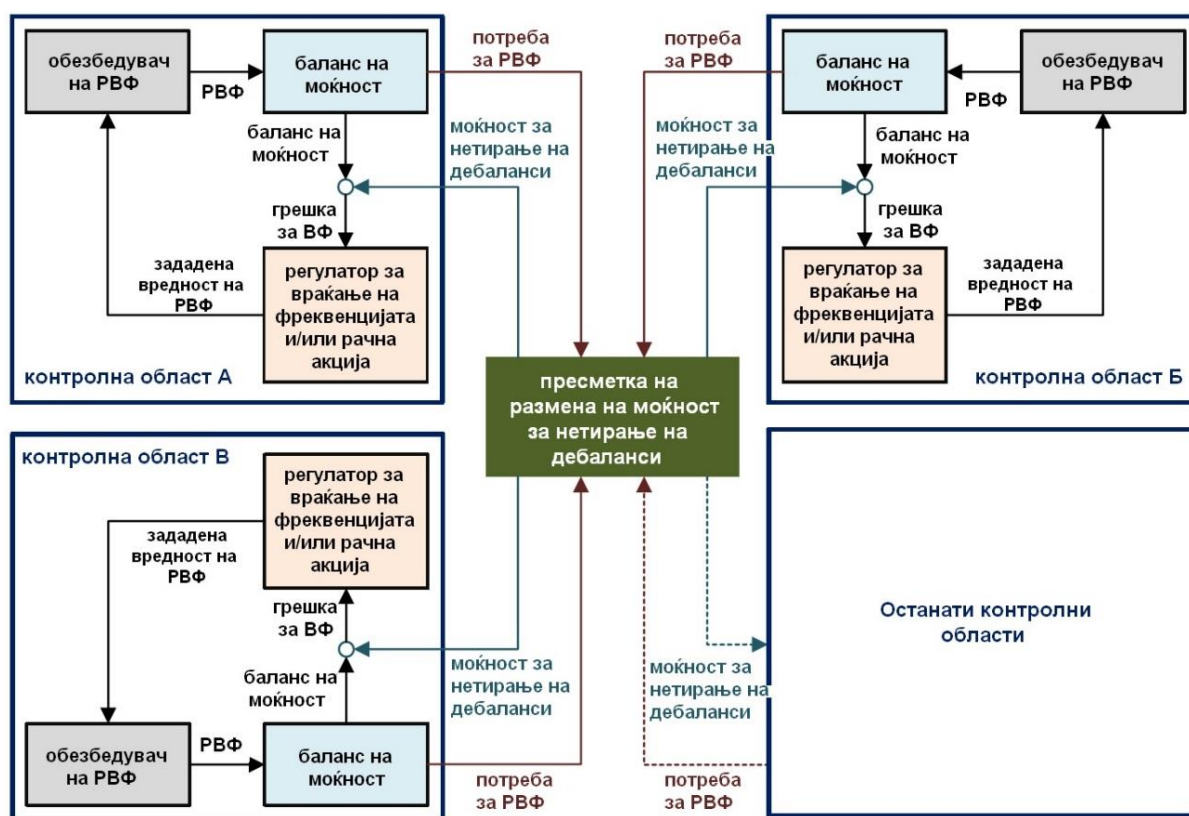 обезбедувач
на РВФ
РВФ
баланс на
моќност
потреба
за РВФ
баланс на
моќност
моќност за
нетирање на
дебаланси
грешка
за ВФ
зададена
вредност на
РВФ
регулатор за
враќање на
фреквенцијата
и/или рачна
акција
контролна област А
потреба
за РВФ
баланс на
моќност
РВФ
обезбедувач
на РВФ
моќност за
нетирање на
дебаланси
баланс на
моќност
грешка
за ВФ
регулатор за
враќање на
фреквенцијата
и/или рачна
акција
зададена
вредност на
РВФ
контролна област Б
пресметка на
размена на моќност
за нетирање на
дебаланси
контролна област В
регулатор за
враќање на
фреквенцијата
и/или рачна
акција
зададена
вредност на
РВФ
грешка
за ВФ
баланс на
моќност
моќност за
нетирање на
дебаланси
обезбедувач
на РВФ
РВФ
баланс на
моќност
потреба
за РВФ
моќност за
нетирање на
дебаланси
потреба
за РВФ
Останати контролни
области